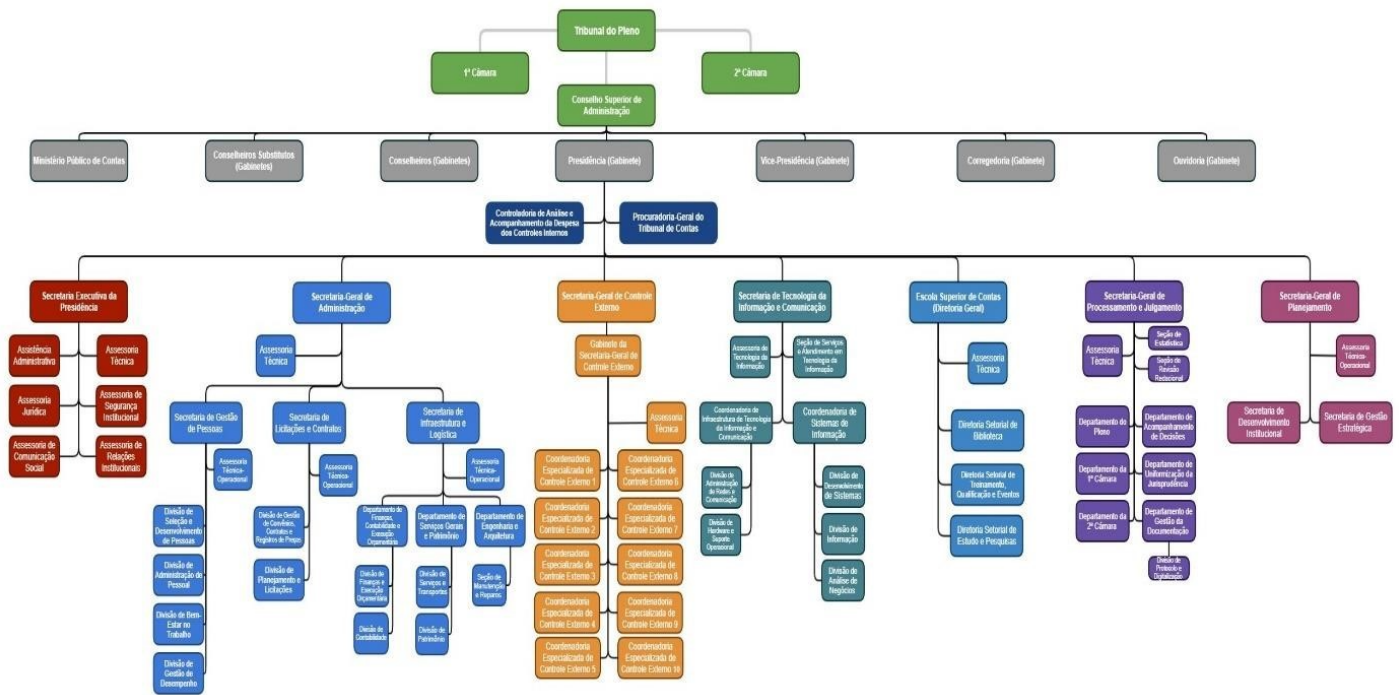 Tribunal do Pleno
1ª Câmara
2ª Câmara
Conselho Superior de
Administração
Ministério Público de Contas
Conselheiros Substitutos
(Gabinetes)
Conselheiros (Gabinetes)
Presidência (Gabinete)
Vice-Presidência (Gabinete)
Corregedoria (Gabinete)
Ouvidoria (Gabinete)
Controladoria de Análise e
Acompanhamento da Despesa
dos Controles Internos
Procuradoria-Geral do
Tribunal de Contas
Secretaria Executiva da
Presidência
Assistência
Administrativa
Assessoria
Técnica
Assessoria
Jurídica
Assessoria de
Segurança
Institucional
Assessoria de
Comunicação
Social
Assessoria de
Relações
Institucionais
Secretaria-Geral de
Administração
Assessoria
Técnica
Secretaria de Gestão
de Pessoas
Assessoria
Técnica-
Operacional
Divisão de
Seleção e
Desenvolvimento
de Pessoas
Divisão de
Administração de
Pessoal
Divisão de Bem-
Estar no
Trabalho
Divisão de
Gestão de
Desempenho
Secretaria de
Licitações e Contratos
Assessoria
Técnica-
Operacional
Divisão de Gestão
de Convênios,
Contratos e
Registros de Preços
Divisão de
Planejamento e
Licitações
Secretaria de
Infraestrutura e
Logística
Assessoria
Técnica-
Operacional
Departamento de
Finanças,
Contabilidade e
Execução
Orçamentária
Divisão de
Finanças e
Execução
Orçamentária
Divisão de
Contabilidade
Departamento de
Serviços Gerais
e Patrimônio
Divisão de
Serviços e
Transportes
Divisão de
Patrimônio
Departamento de
Engenharia e
Arquitetura
Seção de
Manutenção
e Reparos
Secretaria-Geral de Controle
Externo
Gabinete da
Secretaria-Geral de
Controle Externo
Assessoria
Técnica
Coordenadoria
Especializada de
Controle Externo 1
Coordenadoria
Especializada de
Controle Externo 6
Coordenadoria
Especializada de
Controle Externo 2
Coordenadoria
Especializada de
Controle Externo 7
Coordenadoria
Especializada de
Controle Externo 3
Coordenadoria
Especializada de
Controle Externo 8
Coordenadoria
Especializada de
Controle Externo 4
Coordenadoria
Especializada de
Controle Externo 9
Coordenadoria
Especializada de
Controle Externo 5
Coordenadoria
Especializada de
Controle Externo 10
Secretaria de Tecnologia da
Informação e Comunicação
Assessoria de
Tecnologia da
Informação
Seção de Serviços
e Atendimento em
Tecnologia da
Informação
Coordenadoria de
Infraestrutura de Tecnologia
da Informação e
Comunicação
Divisão de
Administração
de Redes e
Comunicação
Divisão de
Hardware e
Suporte
Operacional
Coordenadoria de
Sistemas de
Informação
Divisão de
Desenvolvimento
de Sistemas
Divisão de
Informação
Divisão de
Análise de
Negócios
Escola Superior de Contas
(Diretoria Geral)
Assessoria
Técnica
Diretoria Setorial de
Biblioteca
Diretoria Setorial de
Treinamento,
Qualificação e Eventos
Diretoria Setorial de
Estudo e Pesquisas
Secretaria-Geral de
Processamento e Julgamento
Assessoria
Técnica
Seção de
Estatística
Seção de
Revisão
Redacional
Departamento do
Pleno
Departamento de
Acompanhamento
de Decisões
Departamento da
1ª Câmara
Departamento de
Uniformização da
Jurisprudência
Departamento da
2ª Câmara
Departamento de
Gestão da
Documentação
Divisão de
Protocolo e
Digitalização
Secretaria-Geral de
Planejamento
Assessoria
Técnica-
Operacional
Secretaria de
Desenvolvimento
Institucional
Secretaria de Gestão
Estratégica